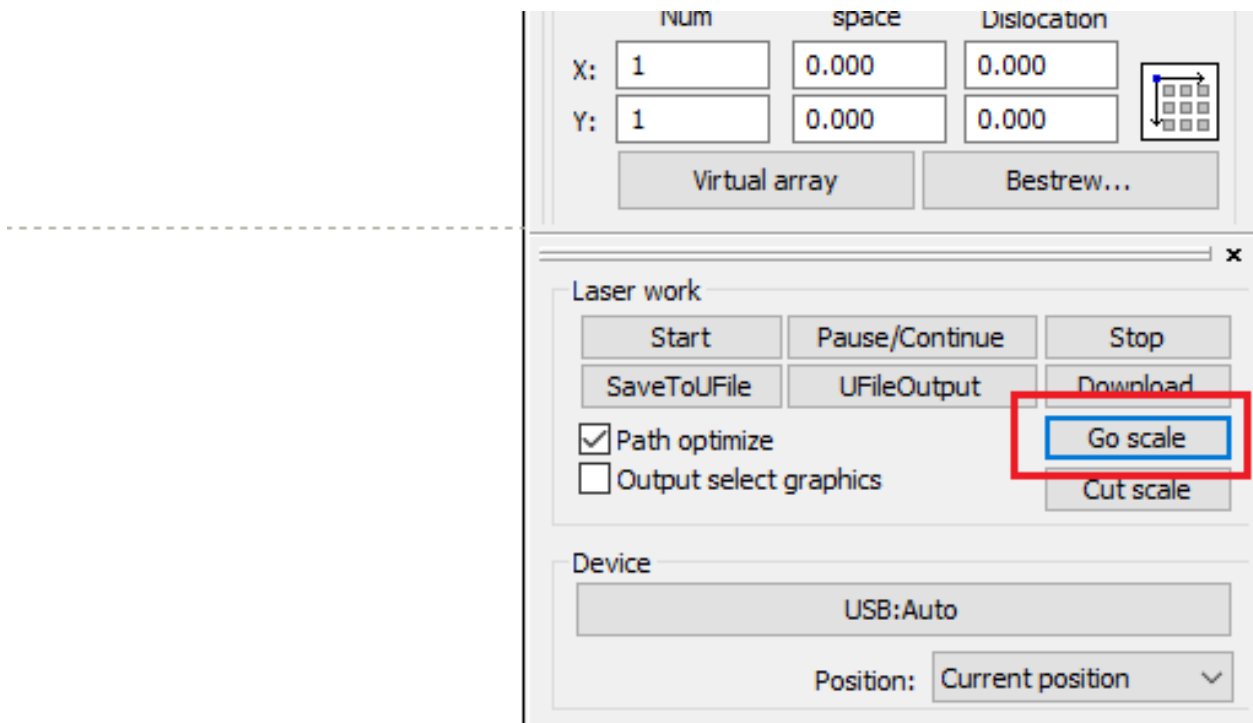 Num space Dislocation
X: 1 0.000 0.000
Y: 1 0.000 0.000
Virtual array Bestrew...
Laser work
Start Pause/Continue Stop
SaveToUFile UFileOutput Download
Path optimize Go scale
Output select graphics Cut scale
Device
USB:Auto
Position: Current position